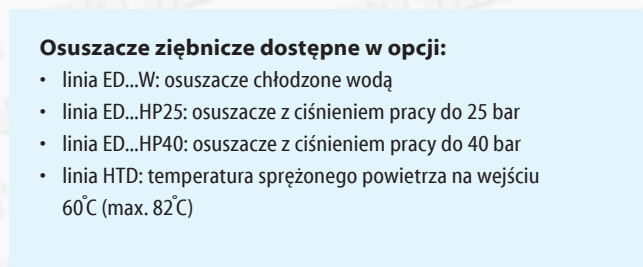 Osuszacze ziębnicze dostępne w opcji:
• linia ED...W: osuszacze chłodzone wodą
• linia ED...HP25: osuszacze z ciśnieniem pracy do 25 bar
• linia ED...HP40: osuszacze z ciśnieniem pracy do 40 bar
• linia HTD: temperatura sprężonego powietrza na wejściu
60°C (max. 82°C)